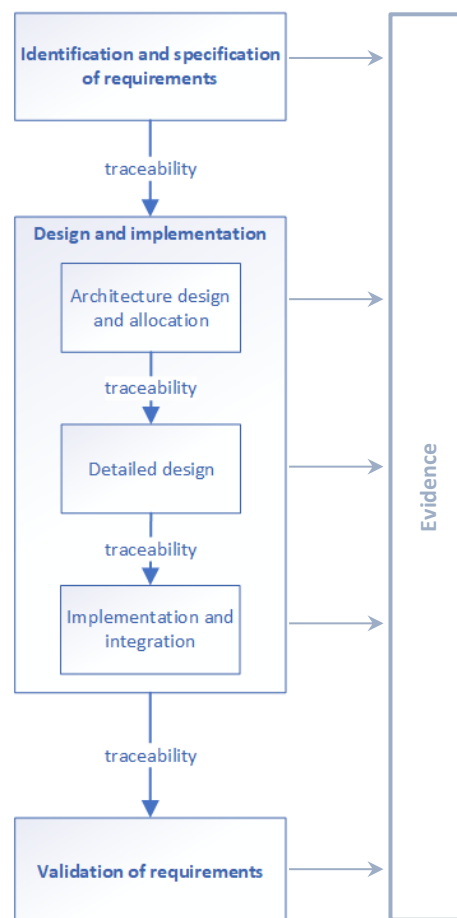 Identification and specification
of requirements
traceability
Design and implementation
Architecture design
and allocation
traceability
Detailed design
traceability
Implementation and
integration
traceability
Validation of requirements
Evidence